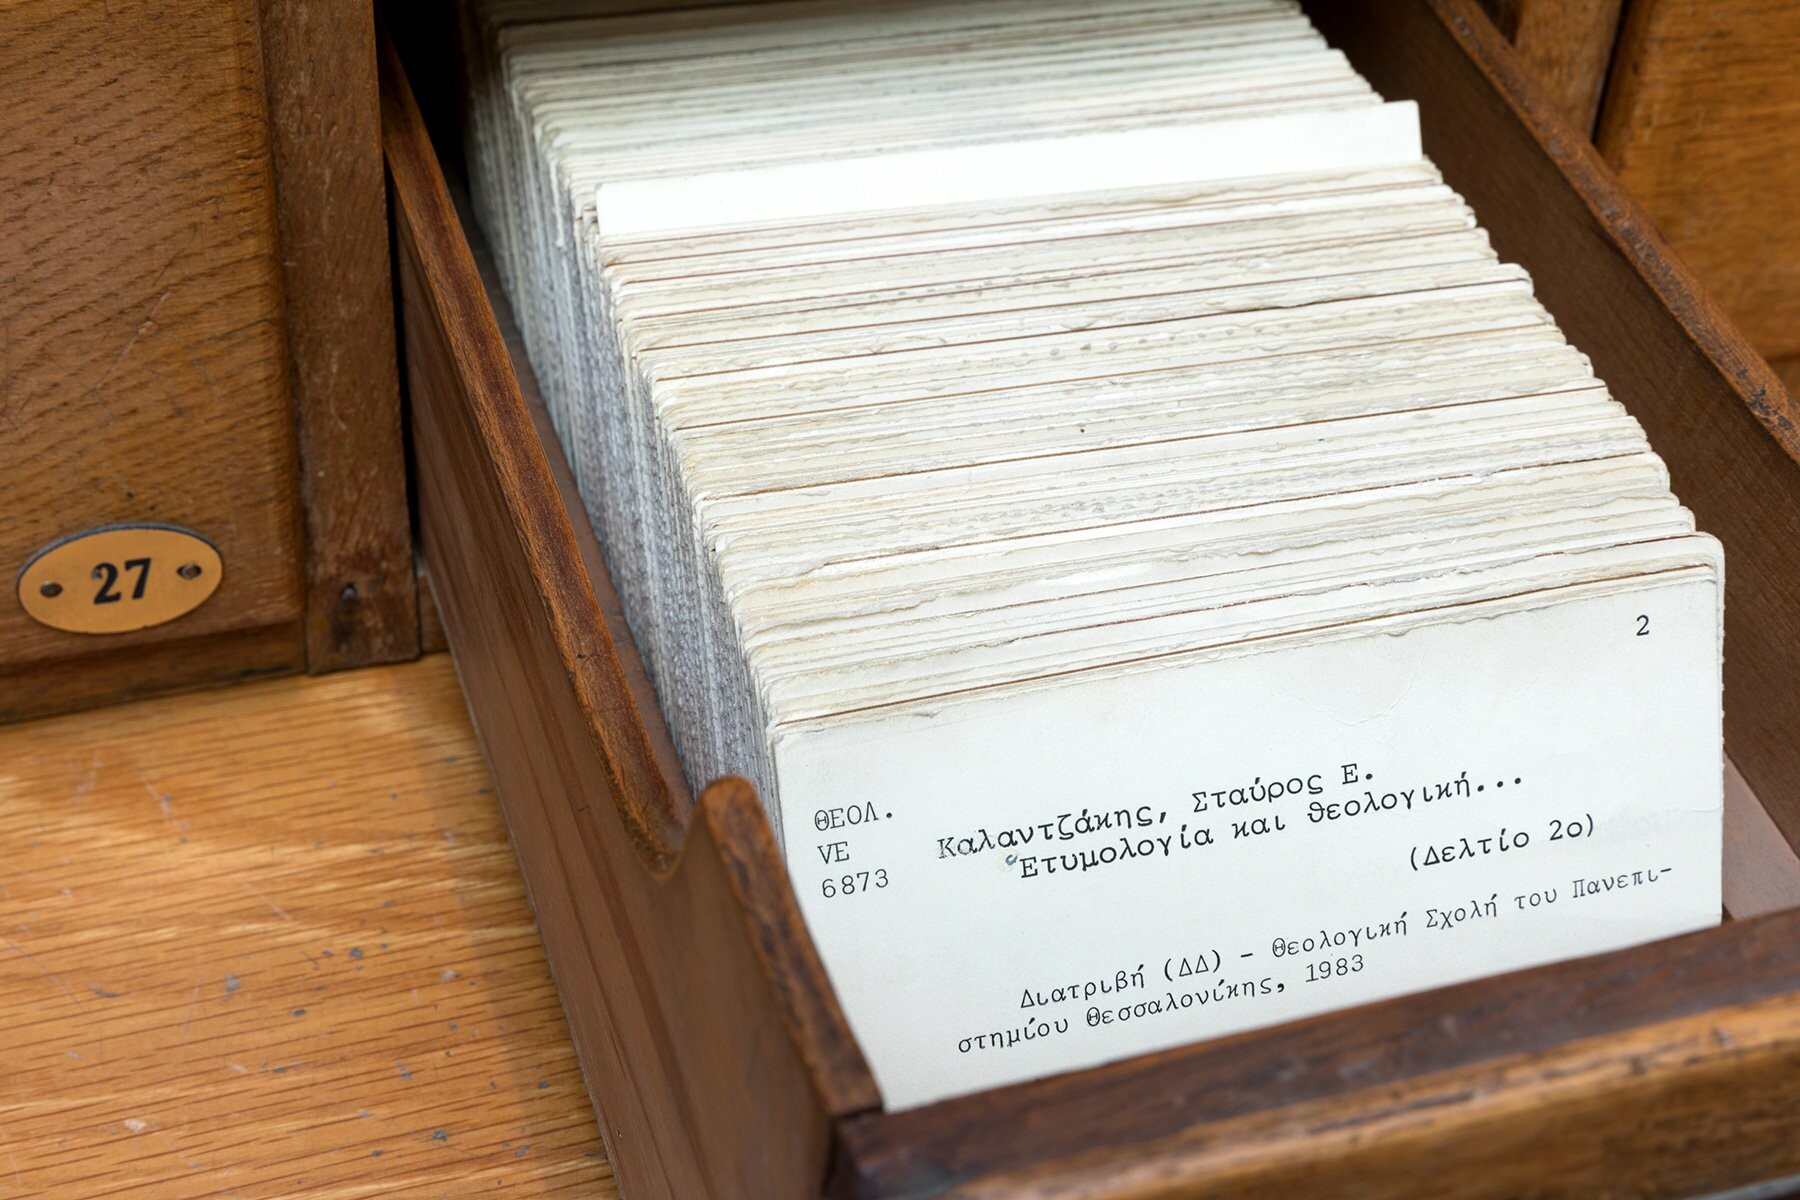 27
2
ΘΕΟΛ.
VE
6873
Καλαντζάκης, Σταύρος Ε.
Ἑτυμολογία και θεολογική...
(Δελτίο 2ο)
Διατριβή (ΔΔ) - Θεολογική Σχολή του Πανεπι-
στημίου Θεσσαλονίκης, 1983